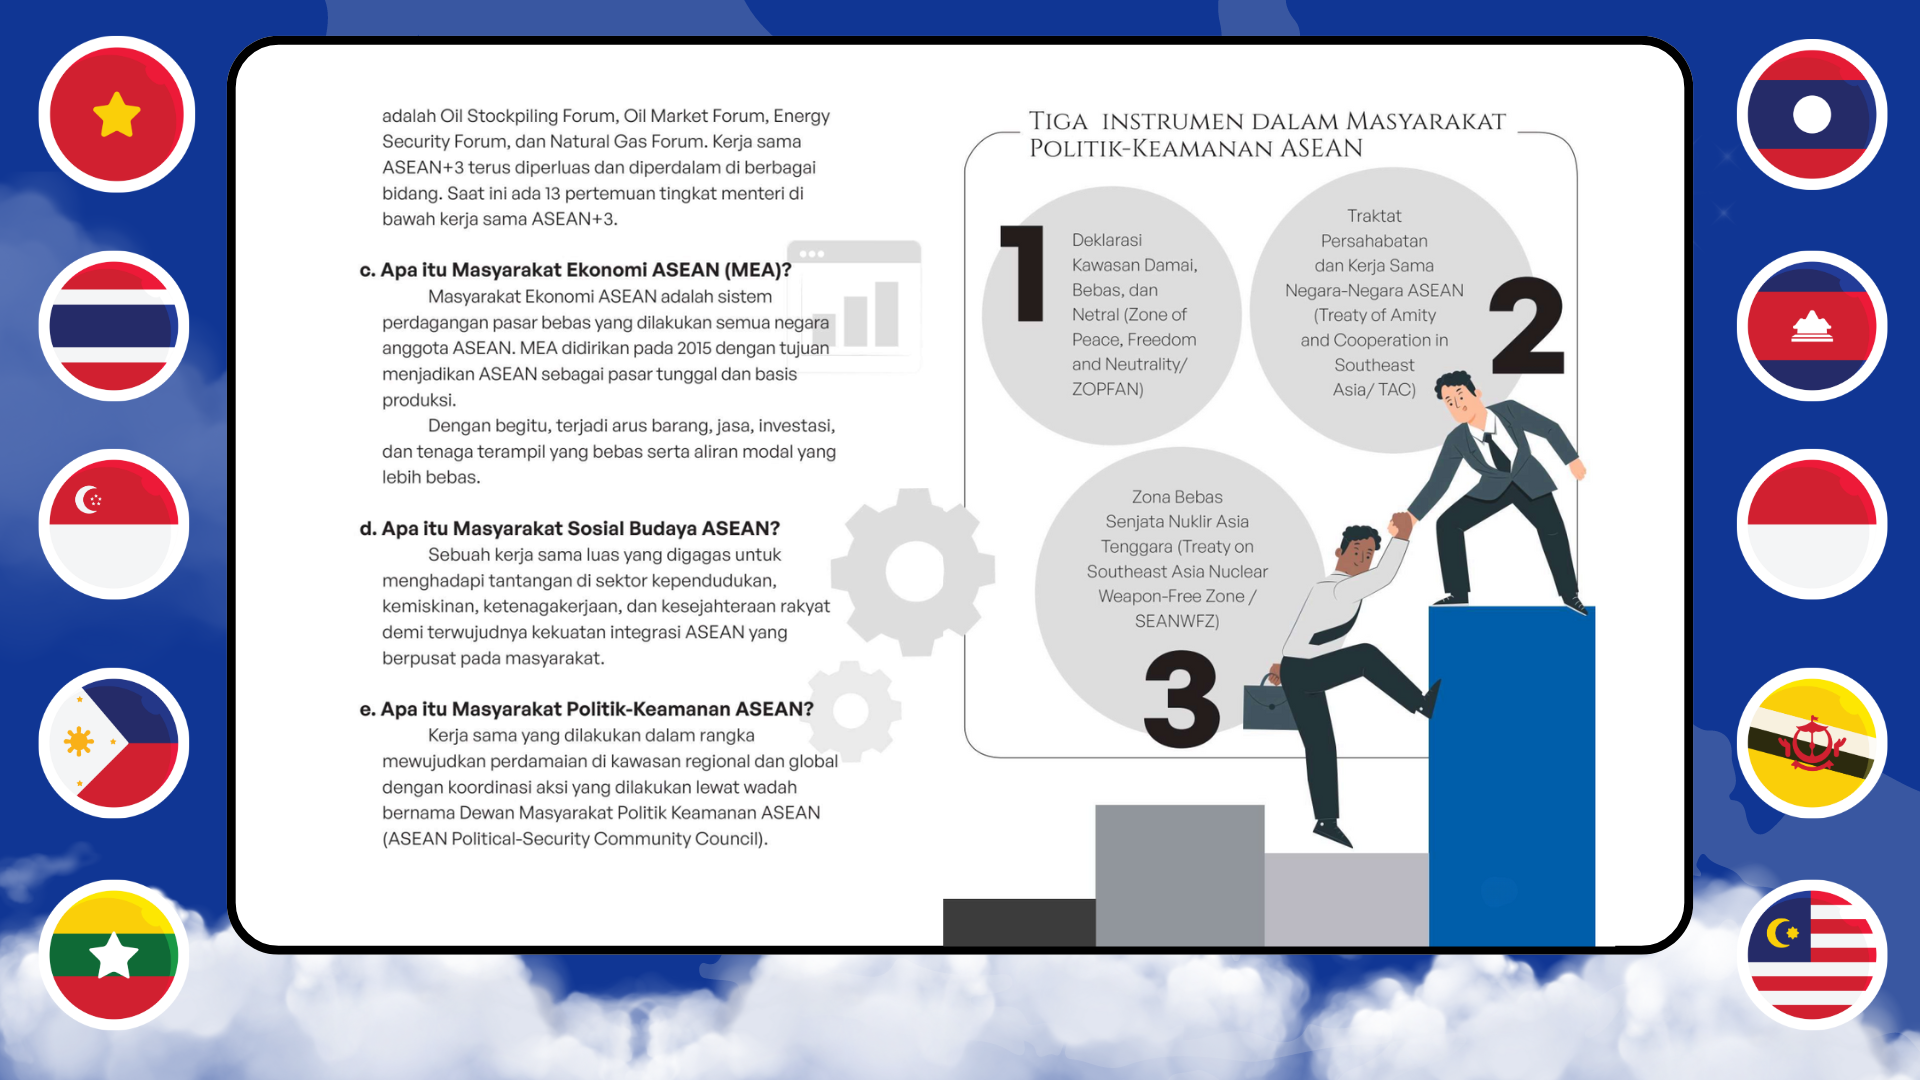 adalah Oil Stockpiling Forum, Oil Market Forum, Energy
Security Forum, dan Natural Gas Forum. Kerja sama
ASEAN+3 terus diperluas dan diperdalam di berbagai
bidang. Saat ini ada 13 pertemuan tingkat menteri di
bawah kerja sama ASEAN+3.
c. Apa itu Masyarakat Ekonomi ASEAN (MEA)?
Masyarakat Ekonomi ASEAN adalah sistem
perdagangan pasar bebas yang dilakukan semua negara
anggota ASEAN. MEA didirikan pada 2015 dengan tujuan
menjadikan ASEAN sebagai pasar tunggal dan basis
produksi.
Dengan begitu, terjadi arus barang, jasa, investasi,
dan tenaga terampil yang bebas serta aliran modal yang
lebih bebas.
d. Apa itu Masyarakat Sosial Budaya ASEAN?
Sebuah kerja sama luas yang digagas untuk
menghadapi tantangan di sektor kependudukan,
kemiskinan, ketenagakerjaan, dan kesejahteraan rakyat
demi terwujudnya kekuatan integrasi ASEAN yang
berpusat pada masyarakat.
e. Apa itu Masyarakat Politik-Keamanan ASEAN?
Kerja sama yang dilakukan dalam rangka
mewujudkan perdamaian di kawasan regional dan global
dengan koordinasi aksi yang dilakukan lewat wadah
bernama Dewan Masyarakat Politik Keamanan ASEAN
(ASEAN Political-Security Community Council).
TIGA INSTRUMEN DALAM MASYARAKAT
POLITIK-KEAMANAN ASEAN
1
Deklarasi
Kawasan Damai,
Bebas, dan
Netral (Zone of
Peace, Freedom
and Neutrality/
ZOPFAN)
Traktat
Persahabatan
dan Kerja Sama
Negara-Negara ASEAN
(Treaty of Amity
and Cooperation in
Southeast
Asia/ TAC)
2
Zona Bebas
Senjata Nuklir Asia
Tenggara (Treaty on
Southeast Asia Nuclear
Weapon-Free Zone /
SEANWFZ)
3